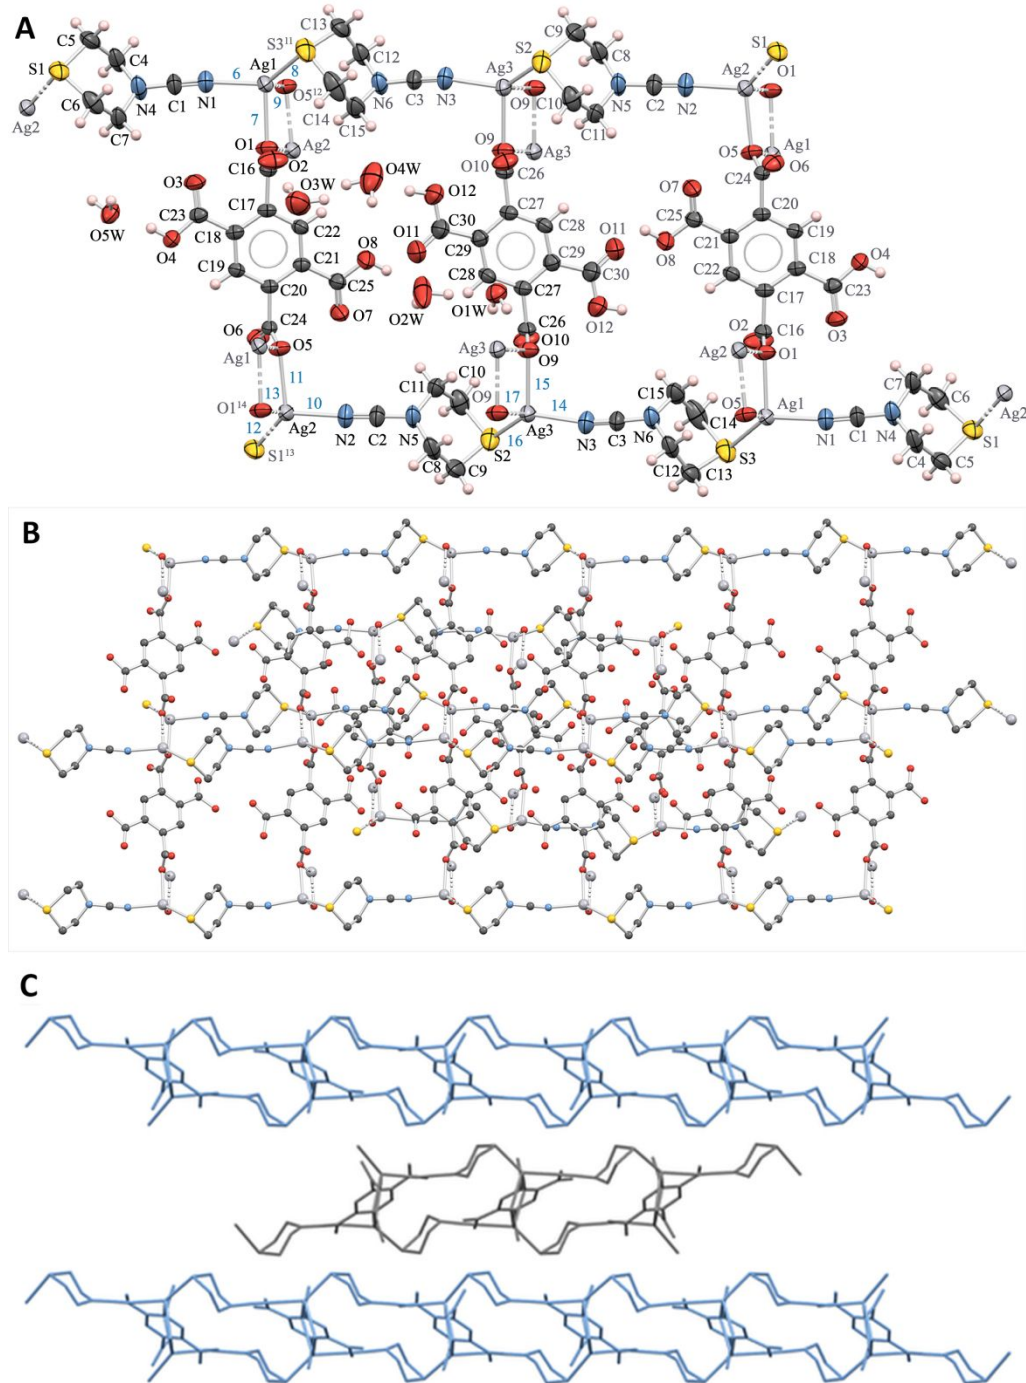 A
C5 C4 S1 C6 Ag2 C7 N4 C1 N1 6
C13 S3¹¹ Ag1 8 9 7 O5¹² C14 C12 N6 C15 C3 N3
C9 S2 C8 Ag3 O9 C10 N5 C11 C2 N2
S1 Ag2 O1
O1 Ag2 O2 C16 O3W O4W
O9 Ag3 O10 C26
O5 Ag1 O6 C24
O3 C17 C23 C18 O4 C19 C22 C21 O8 C20 C25 O7 C24
O5W
O12 C30 C27 C28 O11 C29 C29 O11 C28 C27 C30 O12 C26
O2W O1W
O7 C20 C25 C19 C21 O8 C22 C18 O4 C17 C23 O3 C16
O6 Ag1 O5 11 13 O1¹⁴ 12 S1¹³ Ag2 10 N2 C2
Ag3 C10 C11 O9 O10 O9 15 17 14 Ag3 16 S2 N5 C8 C9 N3 C3
O2 Ag2 O1 O5 C15 C14 N6 C12 S3 C13 Ag1 N1 C1
C7 C6 N4 Ag2 S1 C4 C5
B
C